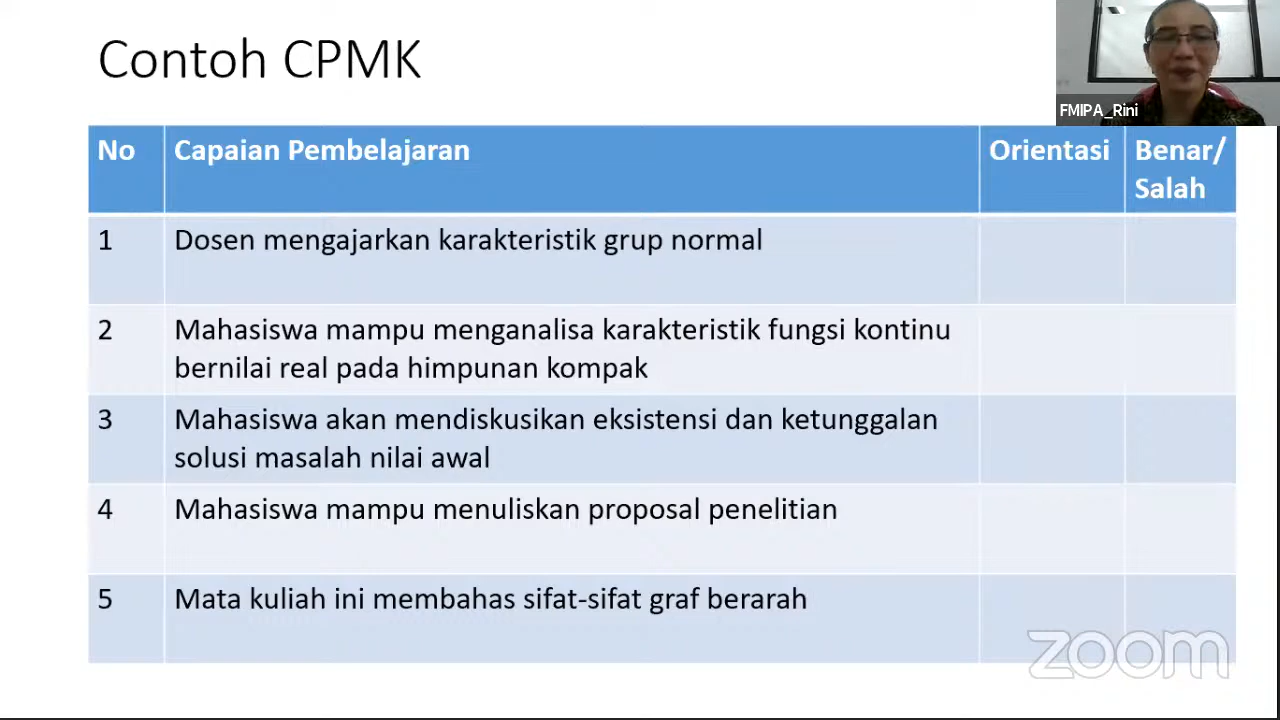 Contoh CPMK
FMIPA_Rini
No Capaian Pembelajaran Orientasi Benar/
Salah
1 Dosen mengajarkan karakteristik grup normal
2 Mahasiswa mampu menganalisa karakteristik fungsi kontinu
bernilai real pada himpunan kompak
3 Mahasiswa akan mendiskusikan eksistensi dan ketunggalan
solusi masalah nilai awal
4 Mahasiswa mampu menuliskan proposal penelitian
5 Mata kuliah ini membahas sifat-sifat graf berarah
zoom